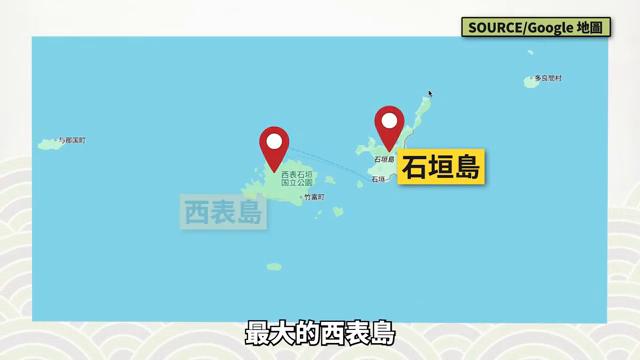 SOURCE/Google 地圖
多良間村
与那国町
石垣島
石垣島
石垣
西表石垣
国立公園
竹富町
西表島
最大的西表島